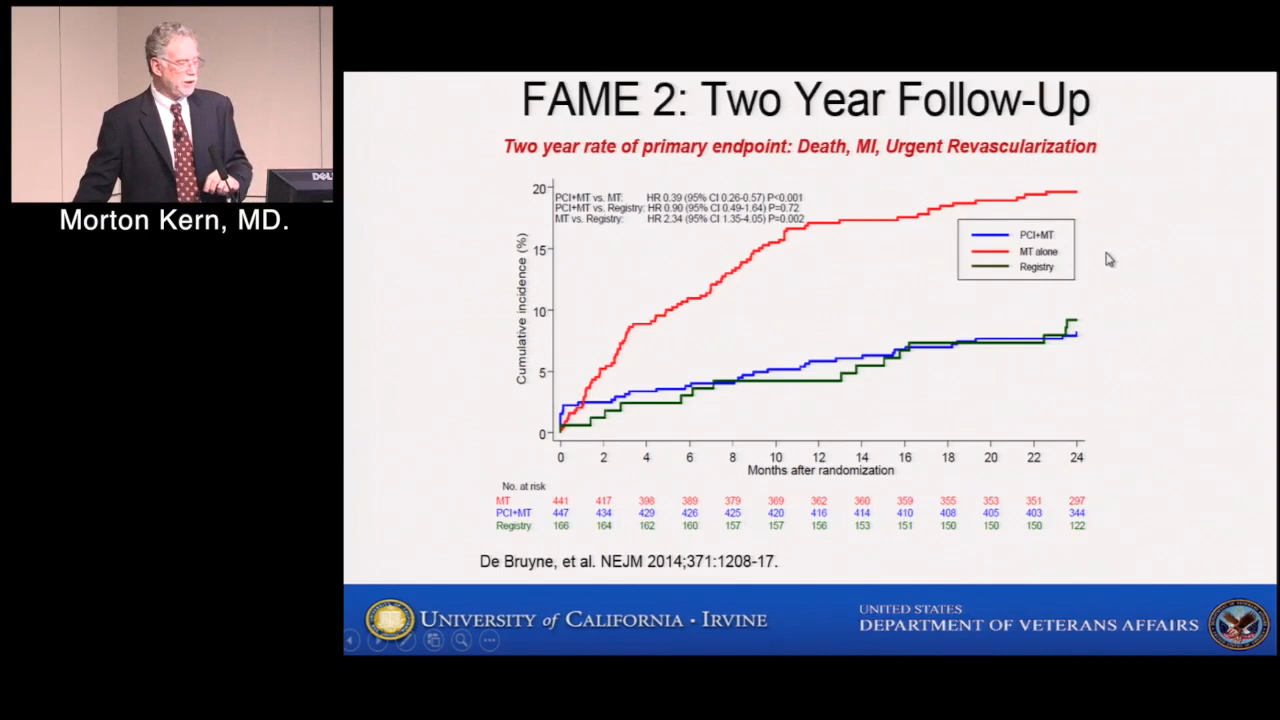 DELL
Morton Kern, MD.
FAME 2: Two Year Follow-Up
Two year rate of primary endpoint: Death, MI, Urgent Revascularization
PCI+MT vs. MT: HR 0.39 (95% CI 0.26-0.57) P<0.001
PCI+MT vs. Registry: HR 0.90 (95% CI 0.49-1.64) P=0.72
MT vs. Registry: HR 2.34 (95% CI 1.35-4.05) P=0.002
Cumulative incidence (%)
20
15
10
5
0
PCI+MT
MT alone
Registry
0 2 4 6 8 10 12 14 16 18 20 22 24
Months after randomization
No. at risk
MT 441 417 398 389 379 369 362 360 359 355 353 351 297
PCI+MT 447 434 429 426 425 420 416 414 410 408 405 403 344
Registry 166 164 162 160 157 157 156 153 151 150 150 150 122
De Bruyne, et al. NEJM 2014;371:1208-17.
UNIVERSITY of CALIFORNIA • IRVINE
UNITED STATES
DEPARTMENT OF VETERANS AFFAIRS